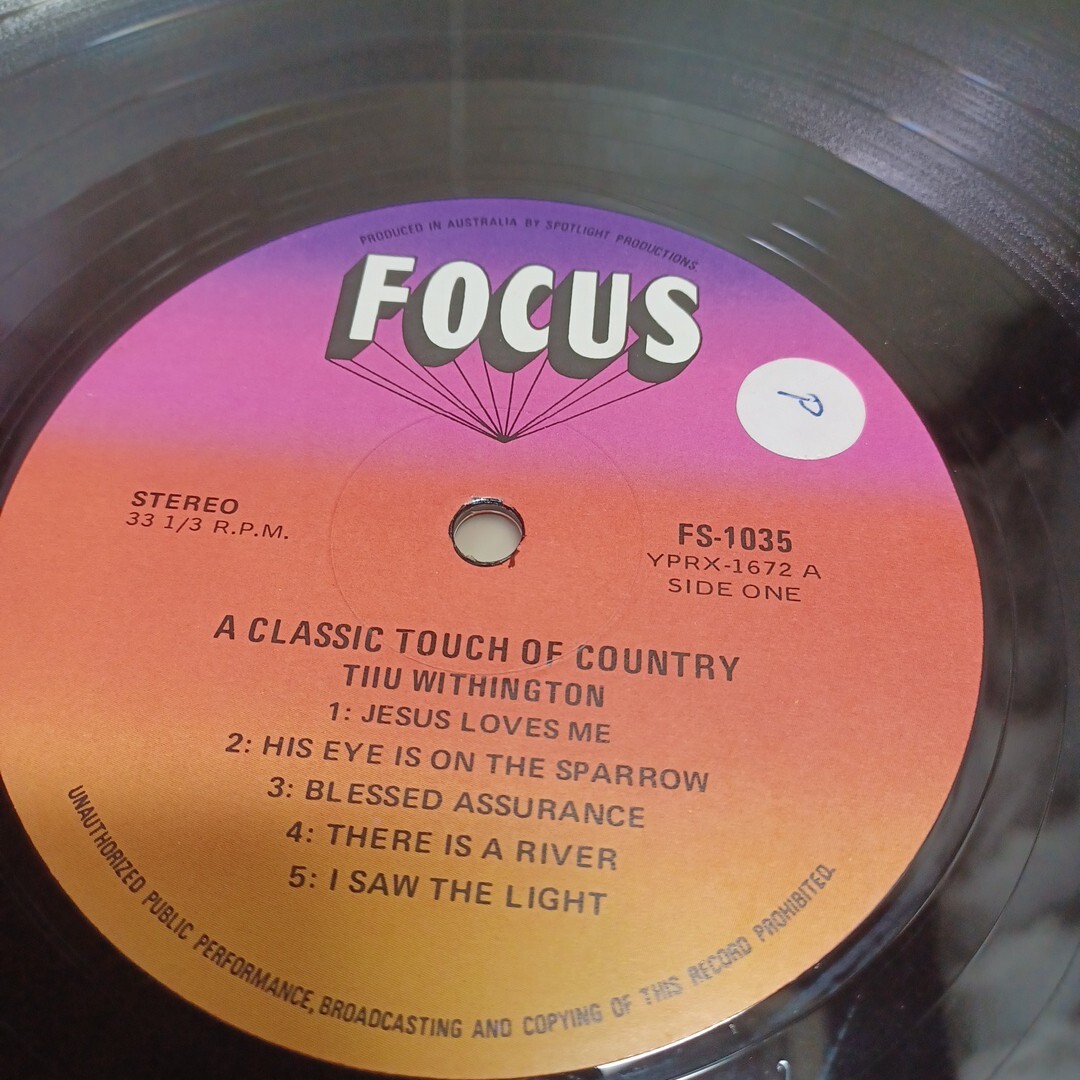 PRODUCED IN AUSTRALIA BY SPOTLIGHT PRODUCTIONS.
FOCUS
P
STEREO
33 1/3 R.P.M.
FS-1035
YPRX-1672 A
SIDE ONE
A CLASSIC TOUCH OF COUNTRY
TIIU WITHINGTON
1: JESUS LOVES ME
2: HIS EYE IS ON THE SPARROW
3: BLESSED ASSURANCE
4: THERE IS A RIVER
5: I SAW THE LIGHT
UNAUTHORIZED PUBLIC PERFORMANCE, BROADCASTING AND COPYING OF THIS RECORD PROHIBITED.